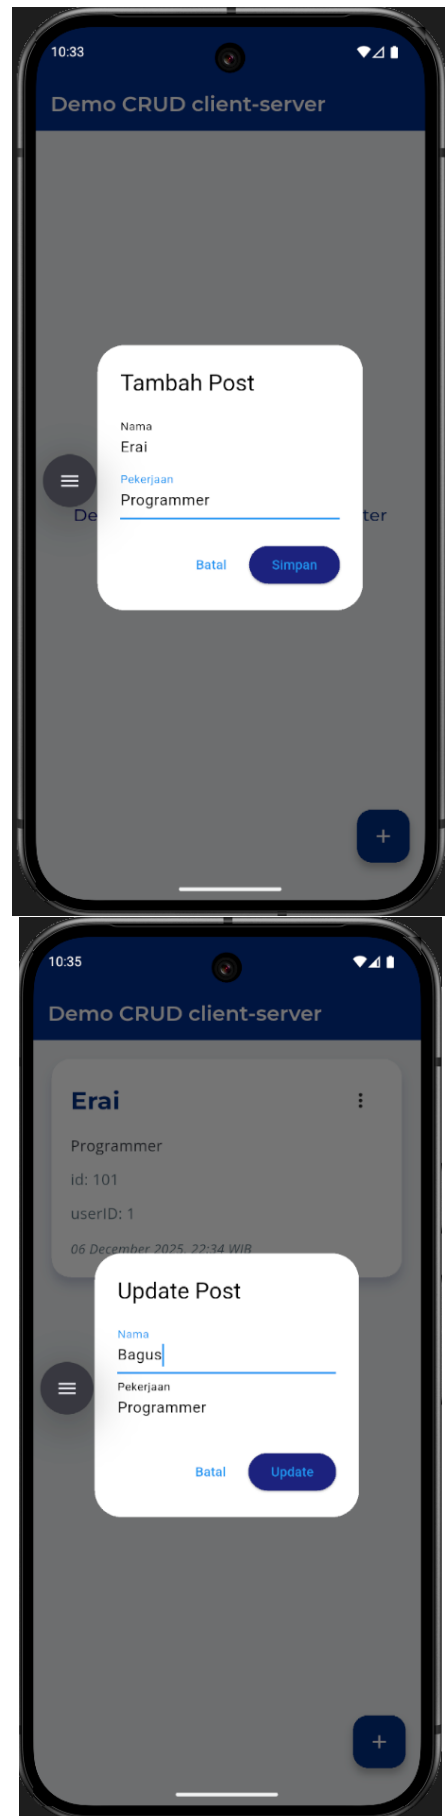 10:33
Demo CRUD client-server
Tambah Post
Nama
Erai
Pekerjaan
Programmer
De ter
Batal Simpan
+
10:35
Demo CRUD client-server
Erai
Programmer
id: 101
userID: 1
06 December 2025, 22:34 WIB
Update Post
Nama
Bagus
Pekerjaan
Programmer
Batal Update
+